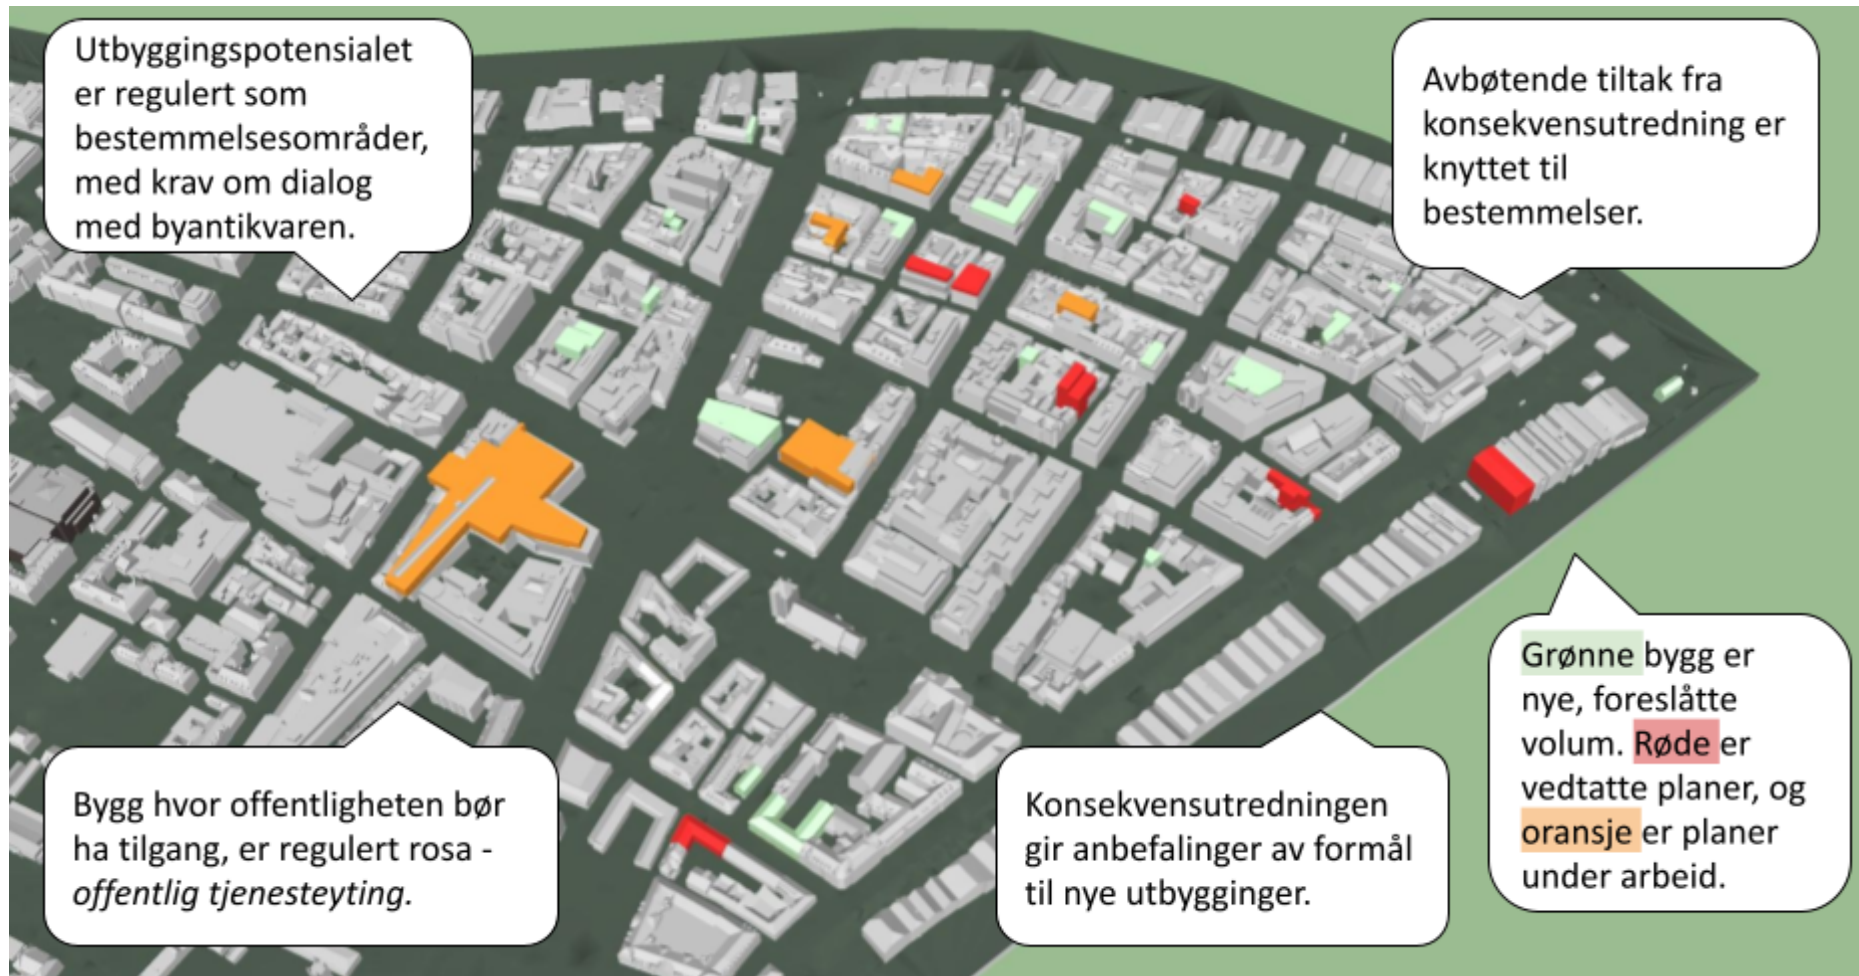 Utbyggingspotensialet
er regulert som
bestemmelsesområder,
med krav om dialog
med byantikvaren.
Avbøtende tiltak fra
konsekvensutredning er
knyttet til
bestemmelser.
Bygg hvor offentligheten bør
ha tilgang, er regulert rosa -
offentlig tjenesteyting.
Konsekvensutredningen
gir anbefalinger av formål
til nye utbygginger.
Grønne bygg er
nye, foreslåtte
volum. Røde er
vedtatte planer, og
oransje er planer
under arbeid.